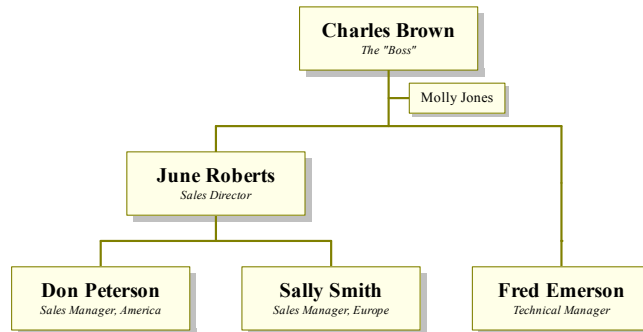 Charles Brown
The "Boss"
Molly Jones
June Roberts
Sales Director
Don Peterson
Sales Manager, America
Sally Smith
Sales Manager, Europe
Fred Emerson
Technical Manager